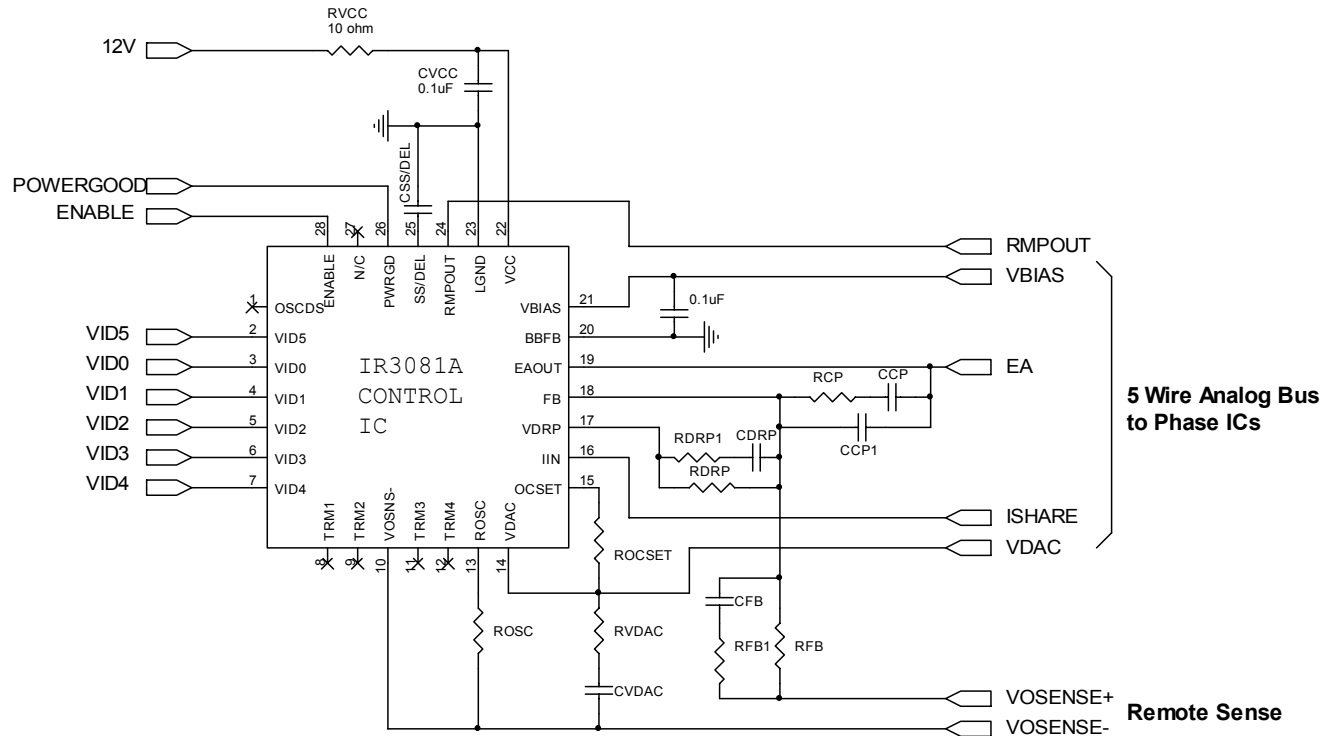 RVCC
10 ohm
12V
CVCC
0.1uF
CSS/DEL
POWERGOOD
ENABLE
28
27
26
25
24
23
22
ENABLE
N/C
PWRGD
SS/DEL
RMPOUT
LGND
VCC
RMPOUT
VBIAS
1
OSCDS
VBIAS
21
0.1uF
VID5
2
VID5
BBFB
20
VID0
3
VID0
IR3081A
EAOUT
19
EA
VID1
4
VID1
CONTROL
FB
18
RCP
CCP
5 Wire Analog Bus
to Phase ICs
VID2
5
VID2
IC
VDRP
17
RDRP1
CDRP
CCP1
VID3
6
VID3
IIN
16
RDRP
VID4
7
VID4
OCSET
15
ISHARE
TRM1
TRM2
VOSNS-
TRM3
TRM4
ROSC
VDAC
VDAC
8
9
10
11
12
13
14
ROCSET
CFB
ROSC
RVDAC
RFB1
RFB
CVDAC
VOSENSE+
Remote Sense
VOSENSE-